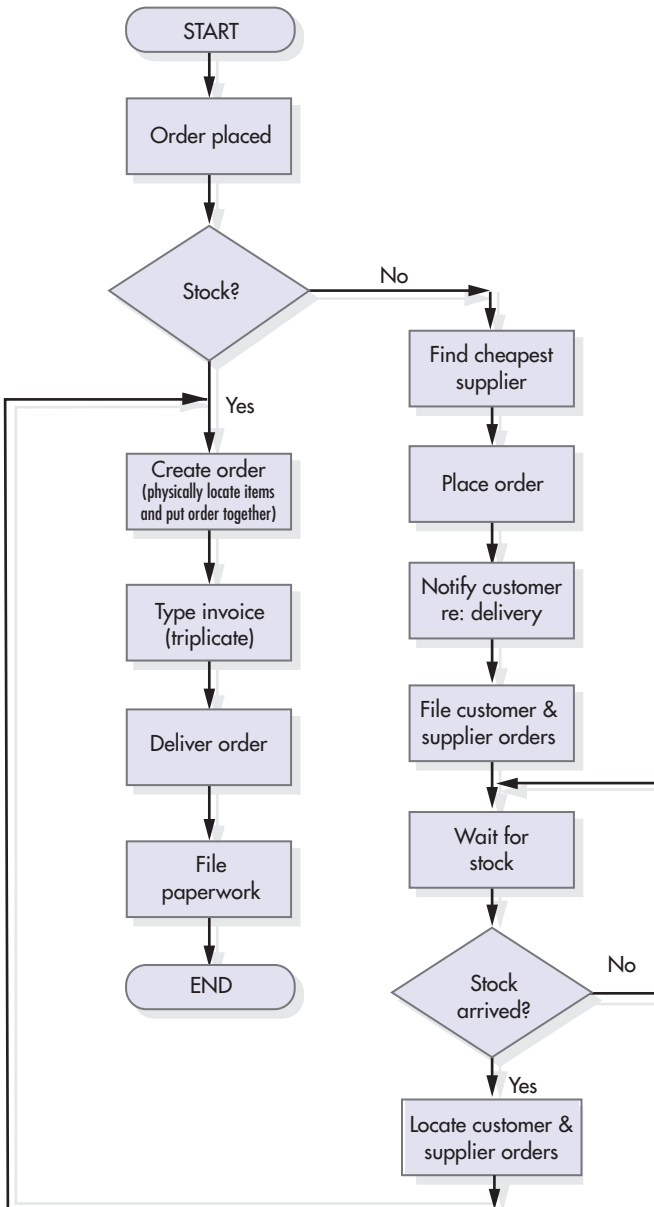 START
Order placed
Stock?
No
Yes
Find cheapest
supplier
Create order
(physically locate items
and put order together)
Place order
Type invoice
(triplicate)
Notify customer
re: delivery
Deliver order
File customer &
supplier orders
File
paperwork
Wait for
stock
END
Stock
arrived?
No
Yes
Locate customer &
supplier orders